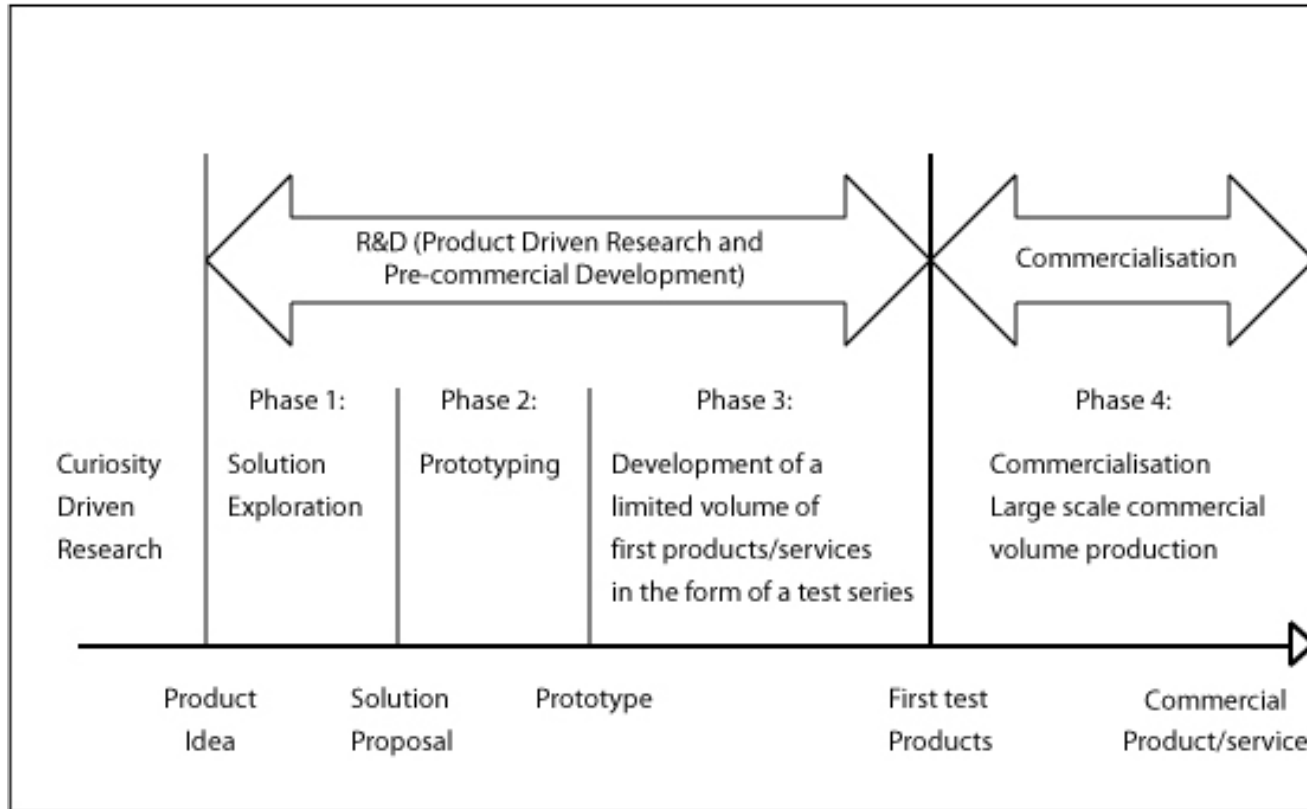 R&D (Product Driven Research and
Pre-commercial Development)
Commercialisation
Curiosity
Driven
Research
Phase 1:
Solution
Exploration
Phase 2:
Prototyping
Phase 3:
Development of a
limited volume of
first products/services
in the form of a test series
Phase 4:
Commercialisation
Large scale commercial
volume production
Product
Idea
Solution
Proposal
Prototype
First test
Products
Commercial
Product/service